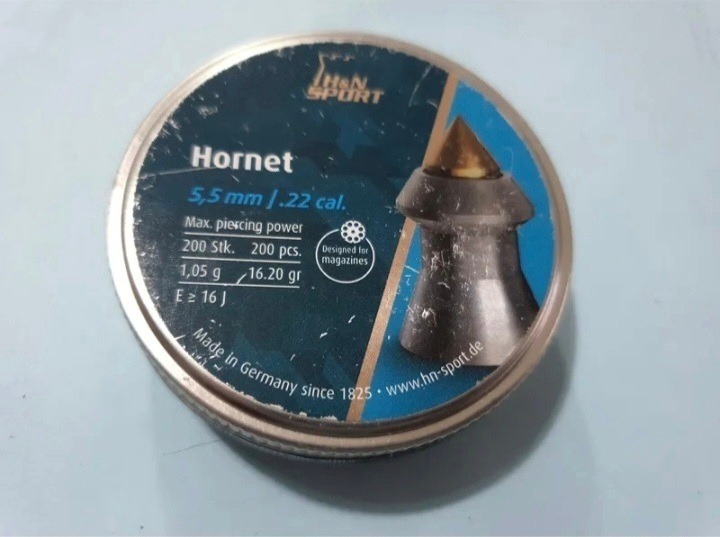 H&N
SPORT
Hornet
5,5 mm / .22 cal.
Max. piercing power
200 Stk. 200 pcs.
1,05 g 16.20 gr
E ≥ 16 J
Designed for
magazines
Made in Germany since 1825 • www.hn-sport.de